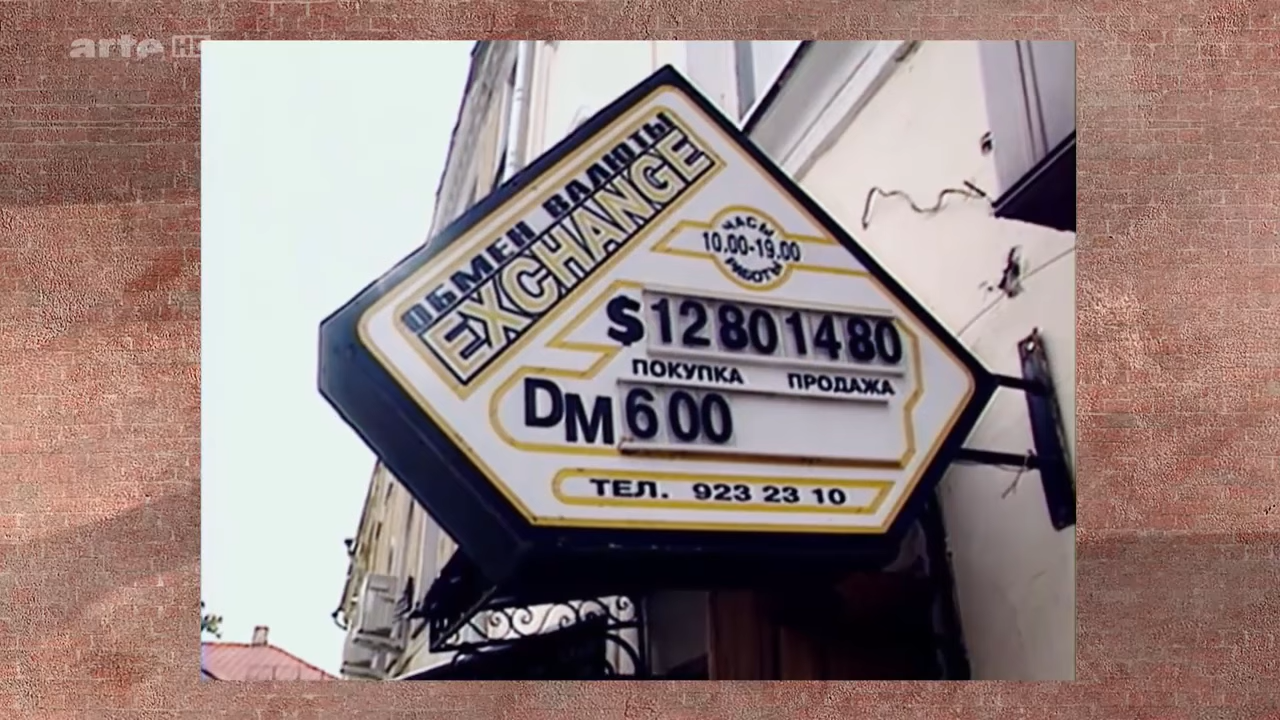 arte HD
ОБМЕН ВАЛЮТЫ
EXCHANGE
ЧАСЫ
10.00-19.00
РАБОТЫ
$ 12 80 14 80
ПОКУПКА ПРОДАЖА
DM 6 00
ТЕЛ. 923 23 10